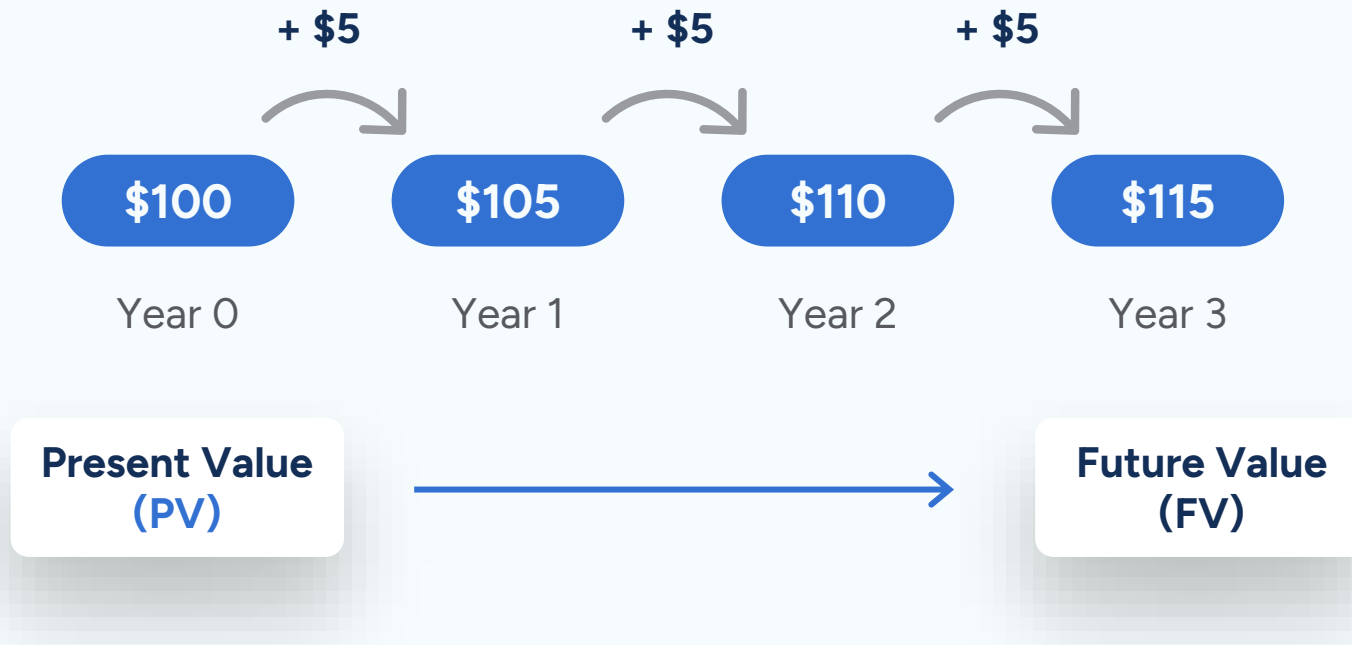 + $5 + $5 + $5
$100 $105 $110 $115
Year 0 Year 1 Year 2 Year 3
Present Value
(PV)
Future Value
(FV)